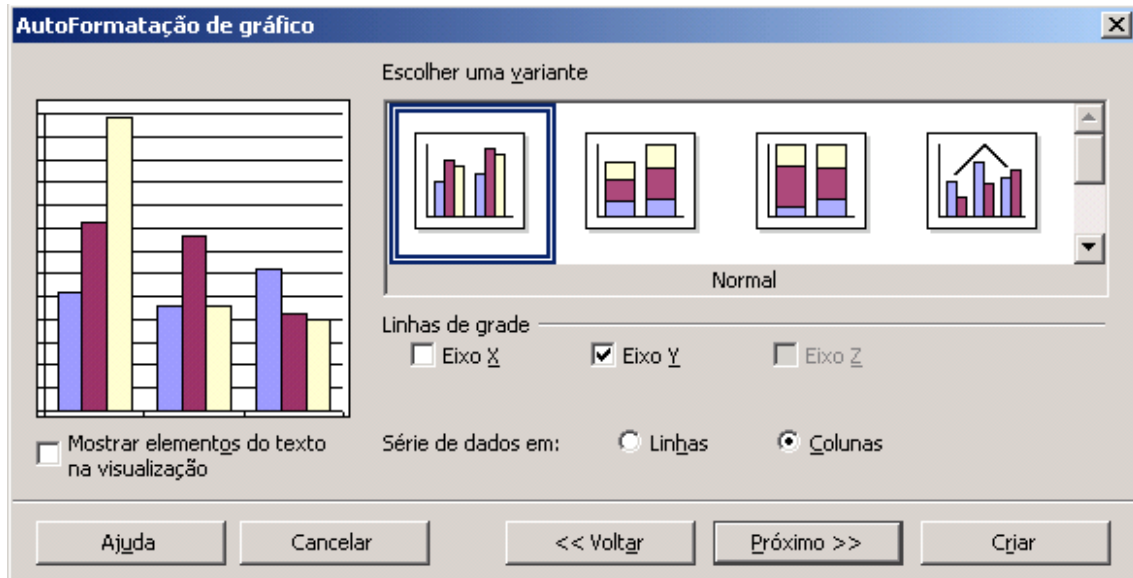 AutoFormatação de gráfico
Escolher uma variante
Normal
Linhas de grade
Eixo X Eixo Y Eixo Z
Mostrar elementos do texto
na visualização
Série de dados em: Linhas Colunas
Ajuda Cancelar << Voltar Próximo >> Criar